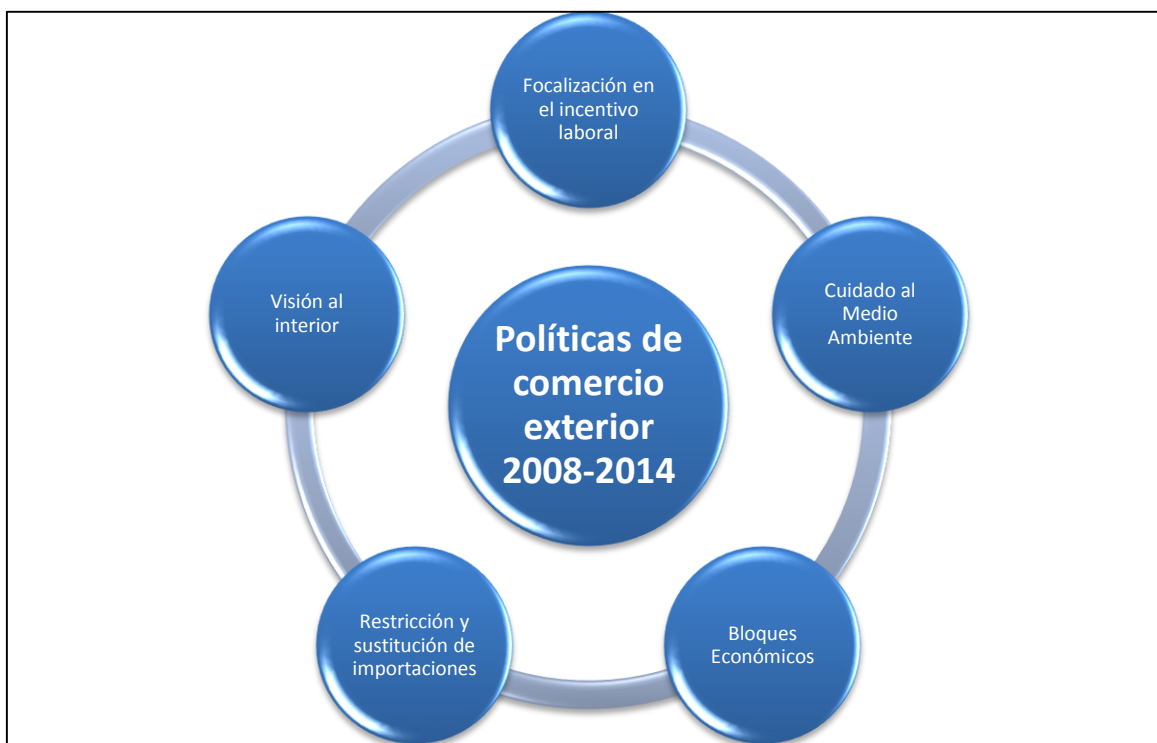 Focalización en
el incentivo
laboral
Cuidado al
Medio
Ambiente
Bloques
Económicos
Restricción y
sustitución de
importaciones
Visión al
interior
Políticas de
comercio
exterior
2008-2014